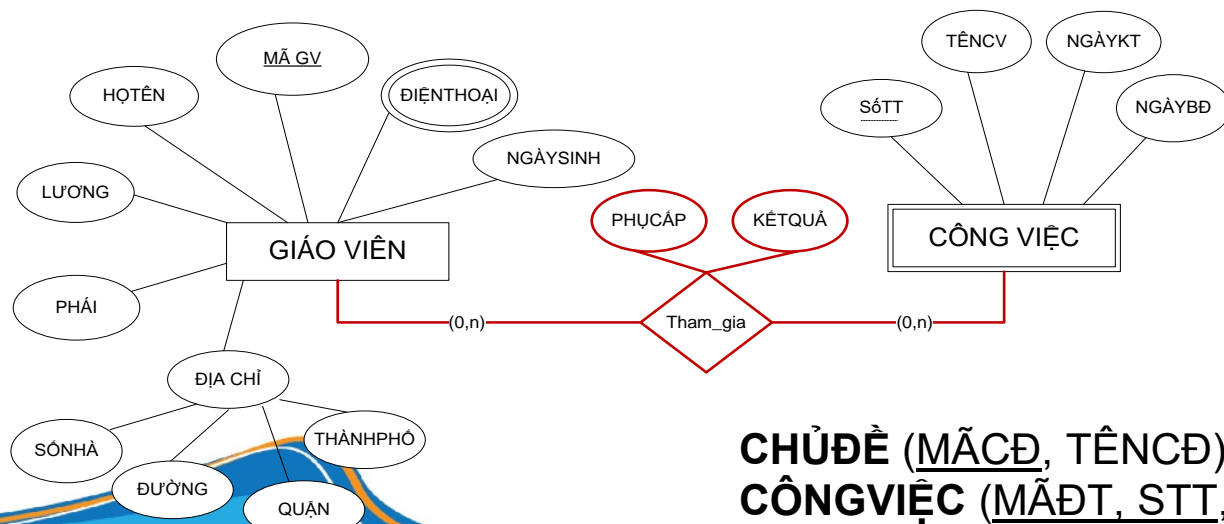 TÊNCV
NGÀYKT
MÃ GV
HỌTÊN
ĐIỆNTHOẠI
SốTT
NGÀYBĐ
NGÀYSINH
LƯƠNG
PHỤCẤP
KẾTQUẢ
GIÁO VIÊN
CÔNG VIỆC
PHÁI
(0,n)
Tham_gia
(0,n)
ĐỊA CHỈ
SỐNHÀ
THÀNHPHỐ
ĐƯỜNG
QUẬN
CHỦĐỀ (MÃCĐ, TÊNCĐ)
CÔNGVIỆC (MÃĐT, STT,